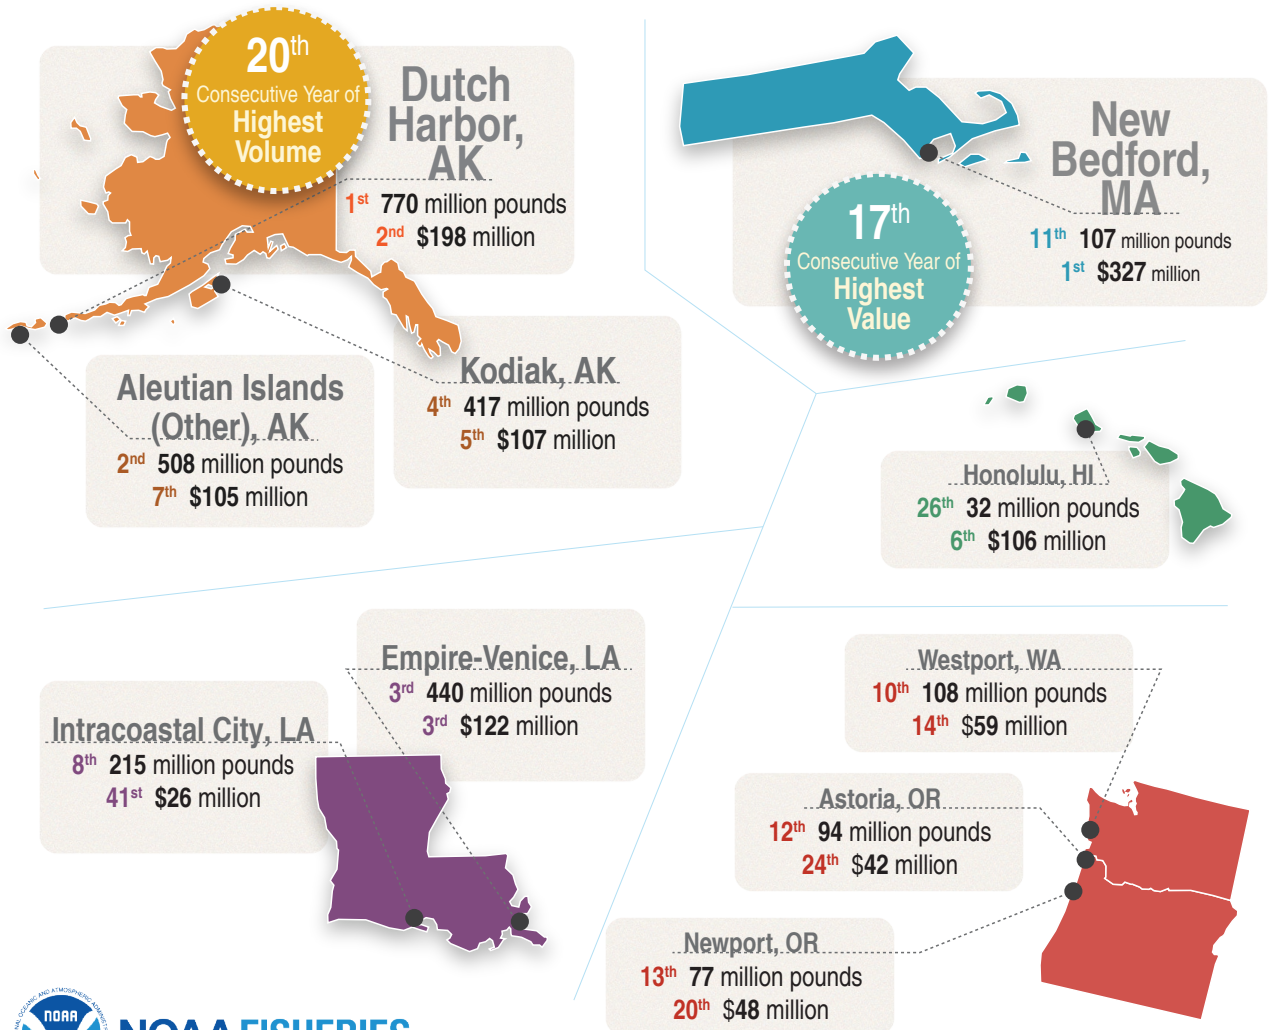 20th
Consecutive Year of
Highest
Volume
Dutch
Harbor,
AK
1st 770 million pounds
2nd $198 million
New
Bedford,
MA
11th 107 million pounds
1st $327 million
17th
Consecutive Year of
Highest
Value
Aleutian Islands
(Other), AK
2nd 508 million pounds
7th $105 million
Kodiak, AK
4th 417 million pounds
5th $107 million
Honolulu, HI
26th 32 million pounds
6th $106 million
Empire-Venice, LA
3rd 440 million pounds
3rd $122 million
Intracoastal City, LA
8th 215 million pounds
41st $26 million
Westport, WA
10th 108 million pounds
14th $59 million
Astoria, OR
12th 94 million pounds
24th $42 million
Newport, OR
13th 77 million pounds
20th $48 million
OCEANIC AND ATMOSPHERIC
NOAA
NOAA FISHERIES